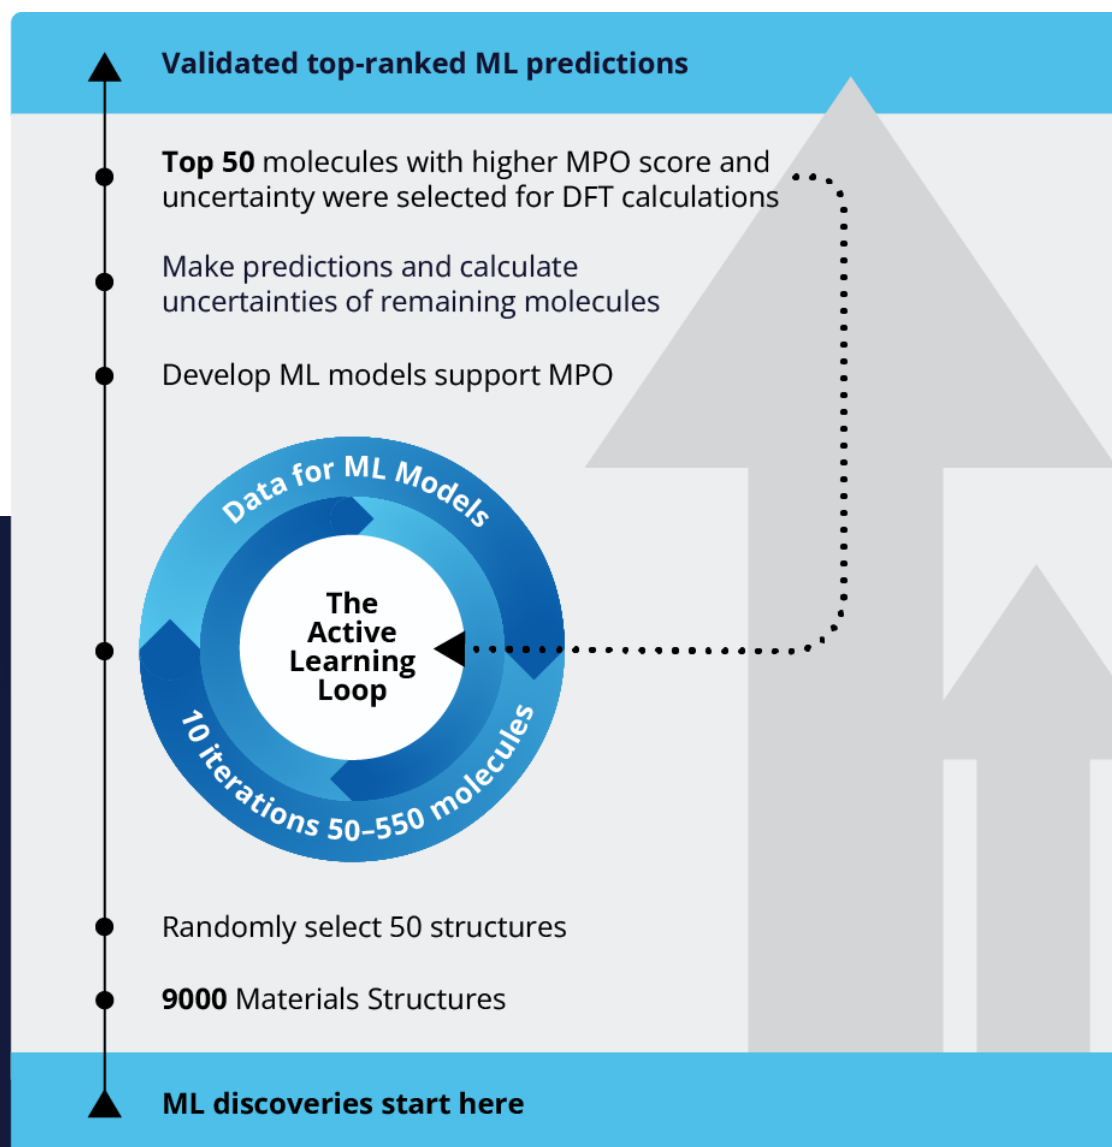 Validated top-ranked ML predictions
Top 50 molecules with higher MPO score and
uncertainty were selected for DFT calculations
Make predictions and calculate
uncertainties of remaining molecules
Develop ML models support MPO
Data for ML Models
The
Active
Learning
Loop
10 iterations 50–550 molecules
Randomly select 50 structures
9000 Materials Structures
ML discoveries start here